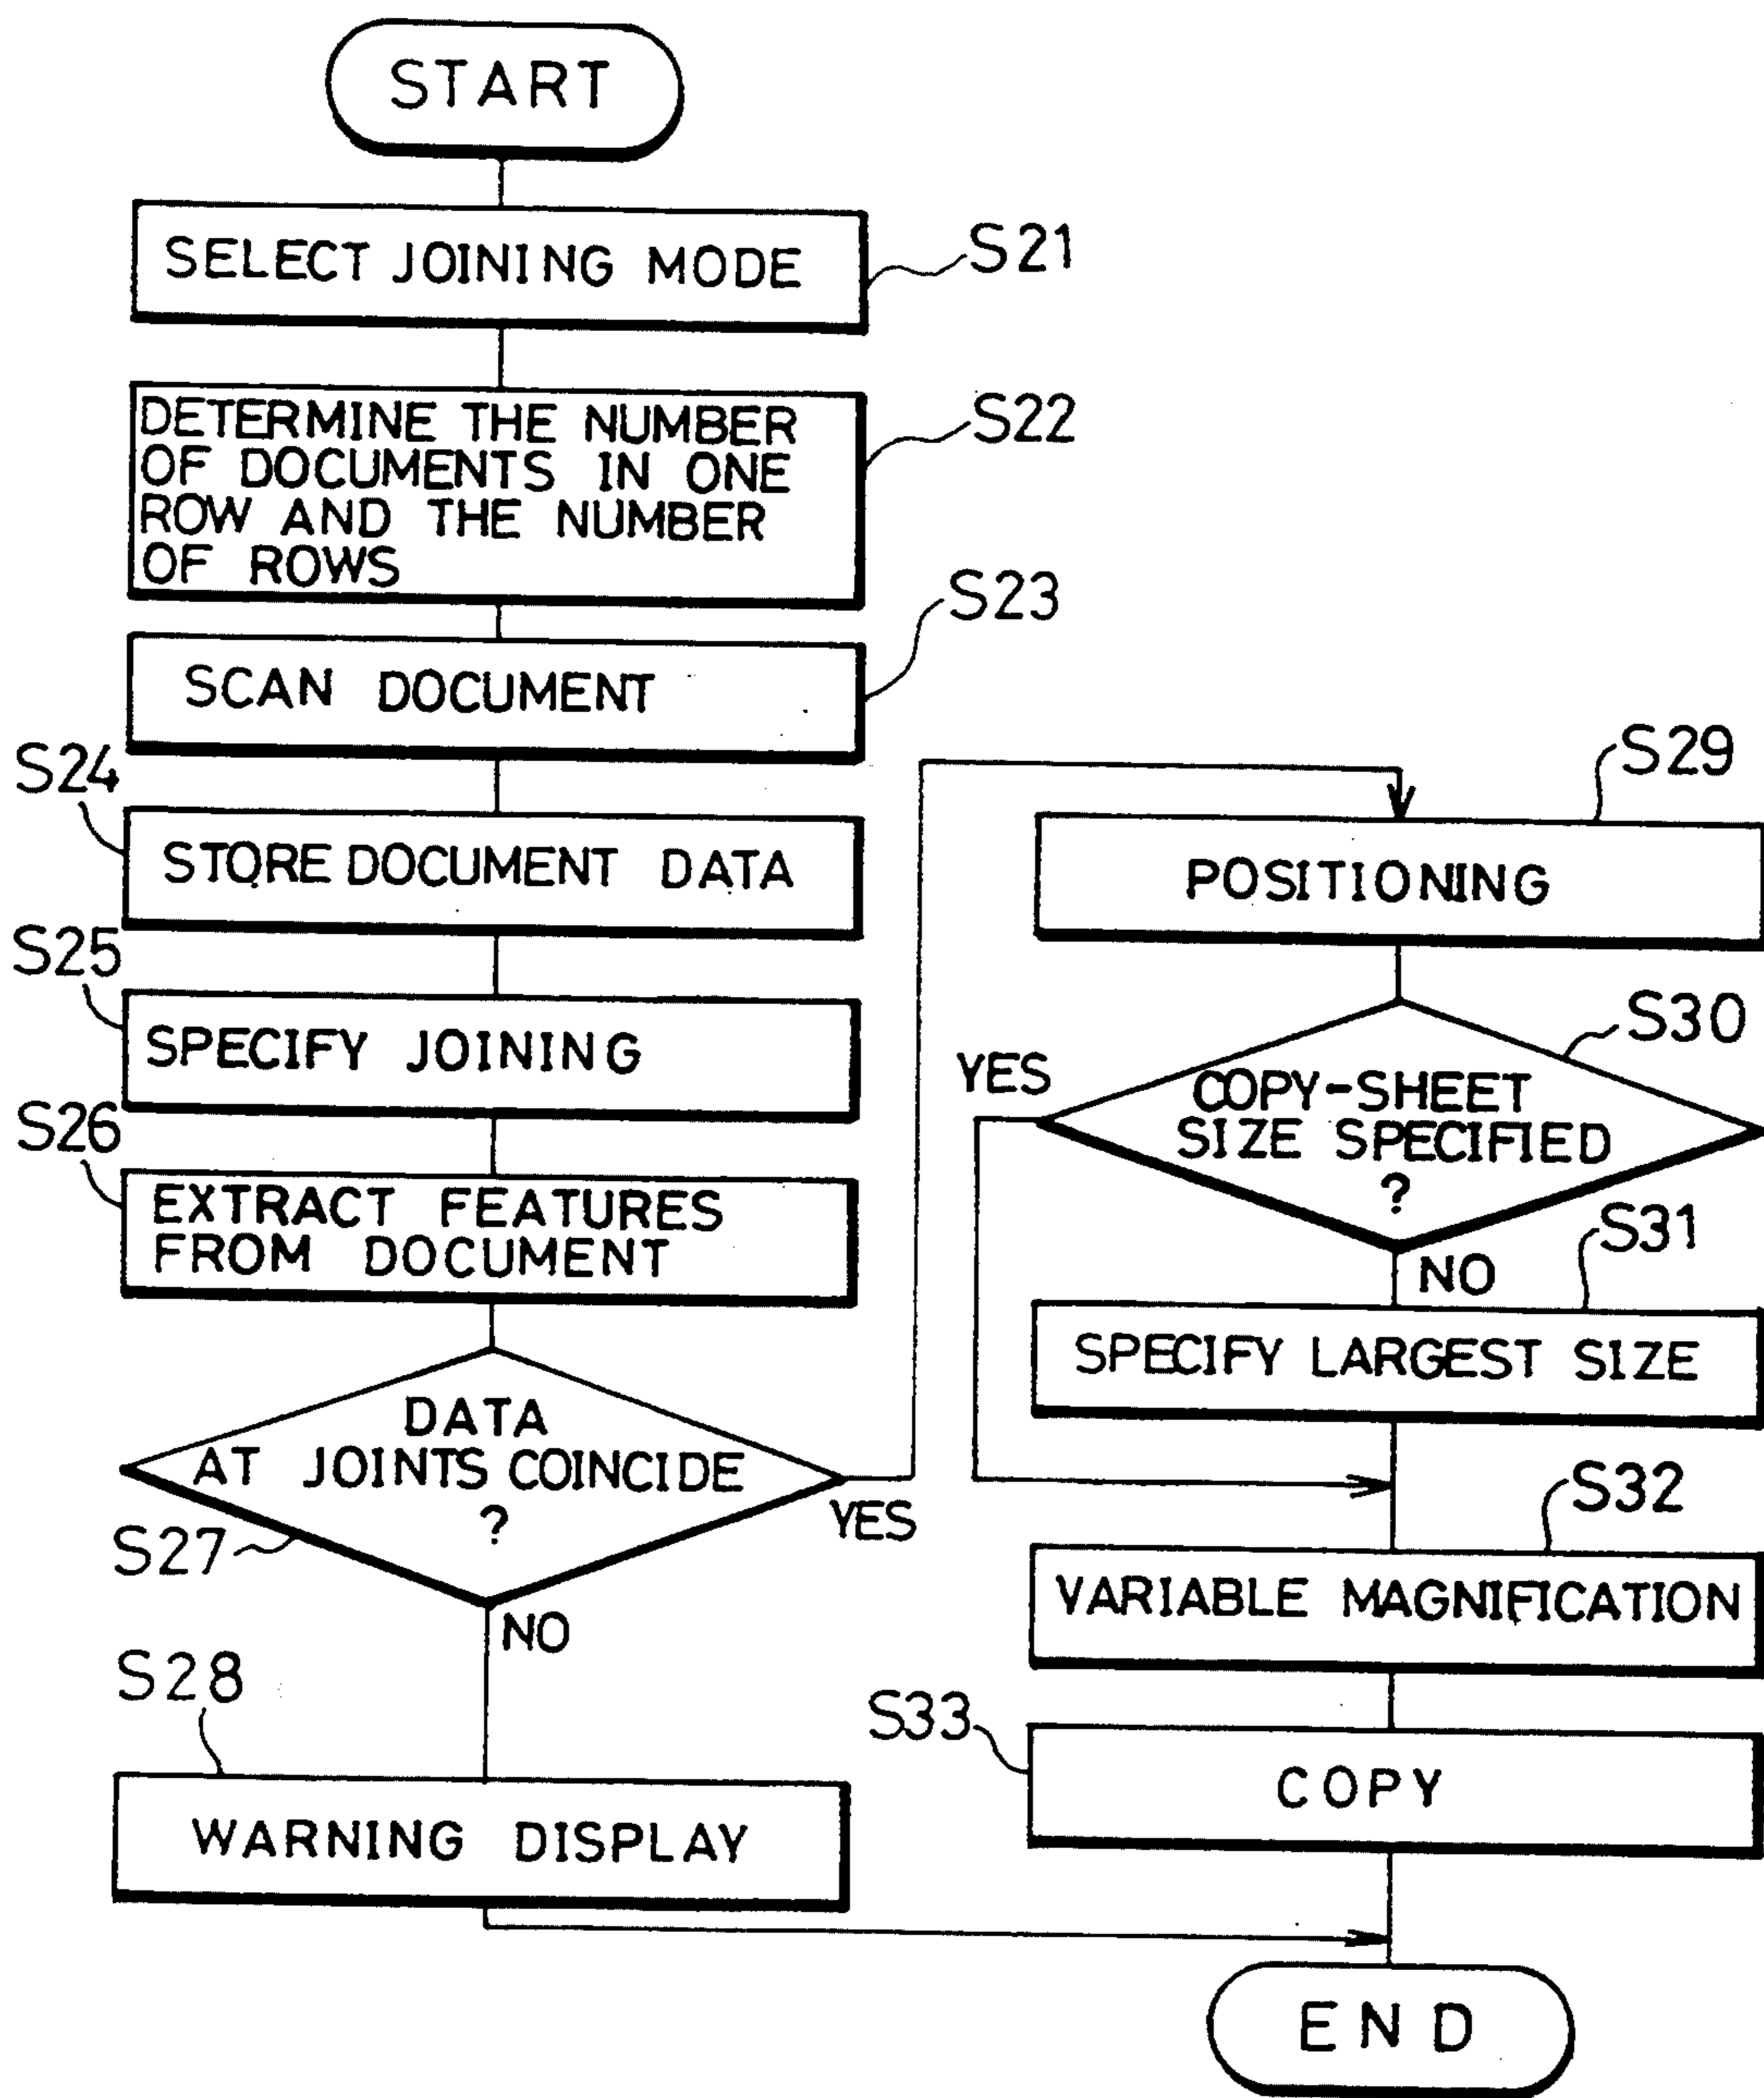 START
SELECT JOINING MODE
S21
DETERMINE THE NUMBER
OF DOCUMENTS IN ONE
ROW AND THE NUMBER
OF ROWS
S22
SCAN DOCUMENT
S23
S24
STORE DOCUMENT DATA
S25
SPECIFY JOINING
S26
EXTRACT FEATURES
FROM DOCUMENT
DATA
AT JOINTS COINCIDE
?
YES
S27
NO
S28
WARNING DISPLAY
S29
POSITIONING
S30
YES
COPY-SHEET
SIZE SPECIFIED
?
NO
S31
SPECIFY LARGEST SIZE
S32
VARIABLE MAGNIFICATION
S33
COPY
END